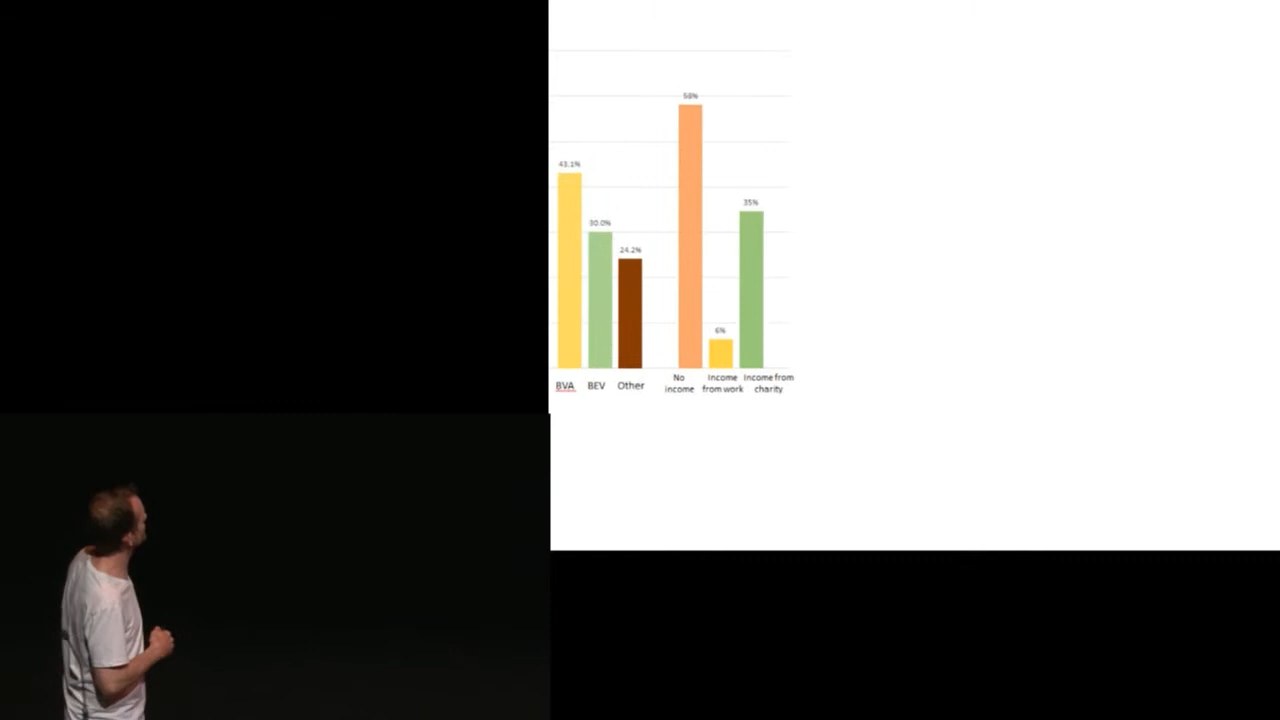 58%
43.1%
35%
30.0%
24.2%
6%
BVA BEV Other
No income
Income from work
Income from charity